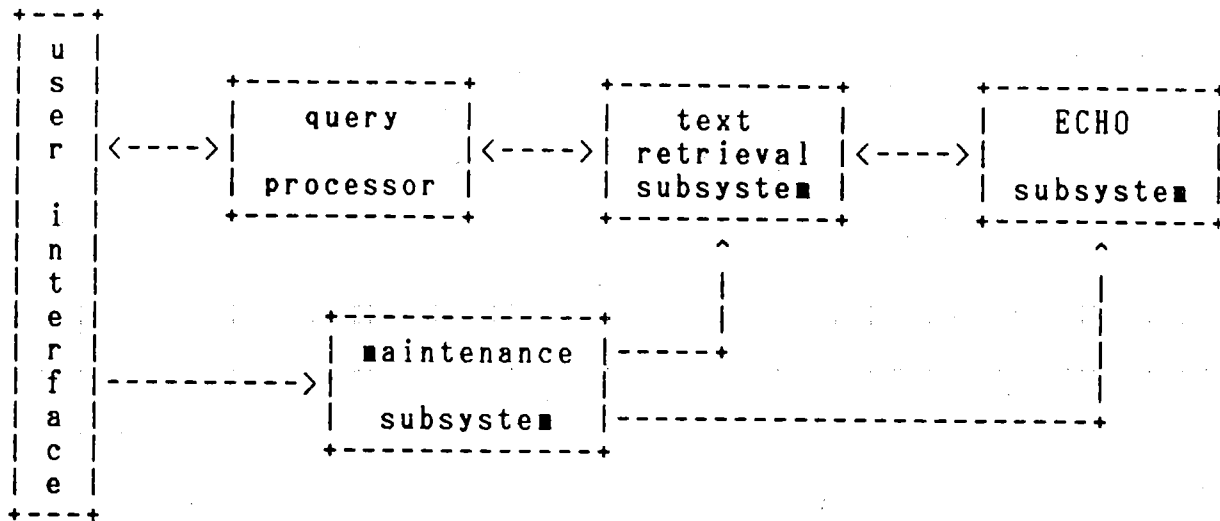 user interface
query
processor
text
retrieval
subsystem
ECHO
subsystem
maintenance
subsystem